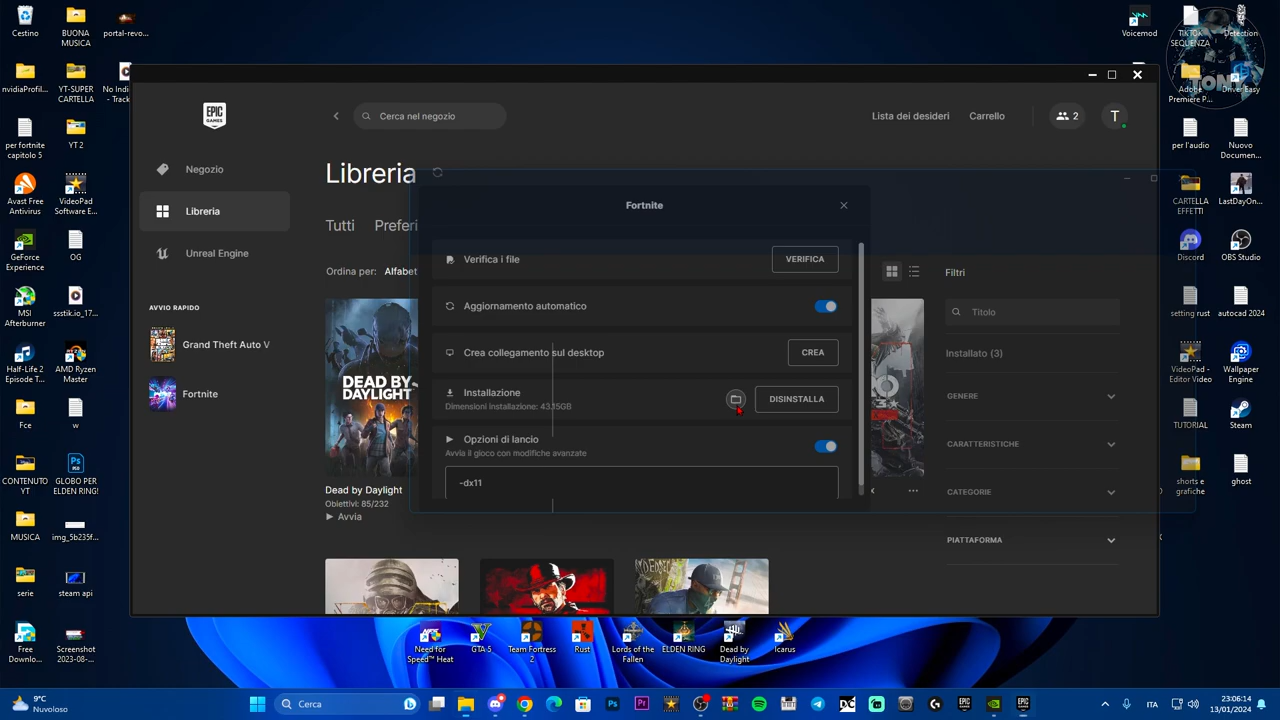 Cestino
BUONA
MUSICA
portal-revo...
Voicemod
TIKTOK
SEQUENZA
Detection
TONY
nvidiaProfil...
YT-SUPER
CARTELLA
No Indi
- Track
Adobe
Premiere P...
Driver Easy
EPIC
GAMES
Cerca nel negozio
Lista dei desideri
Carrello
2
T
per fortnite
capitolo 5
YT 2
per l'audio
Nuovo
Documen...
Negozio
Libreria
Unreal Engine
Libreria
Tutti
Preferi
Ordina per:
Alfabet
Fortnite
Verifica i file
VERIFICA
Aggiornamento automatico
Crea collegamento sul desktop
CREA
Installazione
Dimensioni Installazione: 43,15GB
DISINSTALLA
Opzioni di lancio
Avvia il gioco con modifiche avanzate
-dx11
Filtri
Titolo
Installato (3)
GENERE
CARATTERISTICHE
CATEGORIE
PIATTAFORMA
AVVIO RAPIDO
Grand Theft Auto V
Fortnite
DEAD BY
DAYLIGHT
Dead by Daylight
Obiettivi: 85/232
Avvia
Avast Free
Antivirus
VideoPad
Software E...
CARTELLA
EFFETTI
LastDayOn...
GeForce
Experience
OG
Discord
OBS Studio
MSI
Afterburner
ssstik.io_17...
setting rust
autocad 2024
Half-Life 2
Episode T...
AMD Ryzen
Master
VideoPad -
Editor Video
Wallpaper
Engine
Fce
w
TUTORIAL
Steam
CONTENUTO
YT
GLOBO PER
ELDEN RING!
shorts e
grafiche
ghost
MUSICA
img_5b235f...
serie
steam api
Free
Downlo...
Screenshot
2023-08-...
Need for
Speed™ Heat
GTA-5
Team Fortress
2
Rust
Lords of the
Fallen
ELDEN RING
Dead by
Daylight
Icarus
9°C
Nuvoloso
Cerca
ITA
23:06:14
13/01/2024